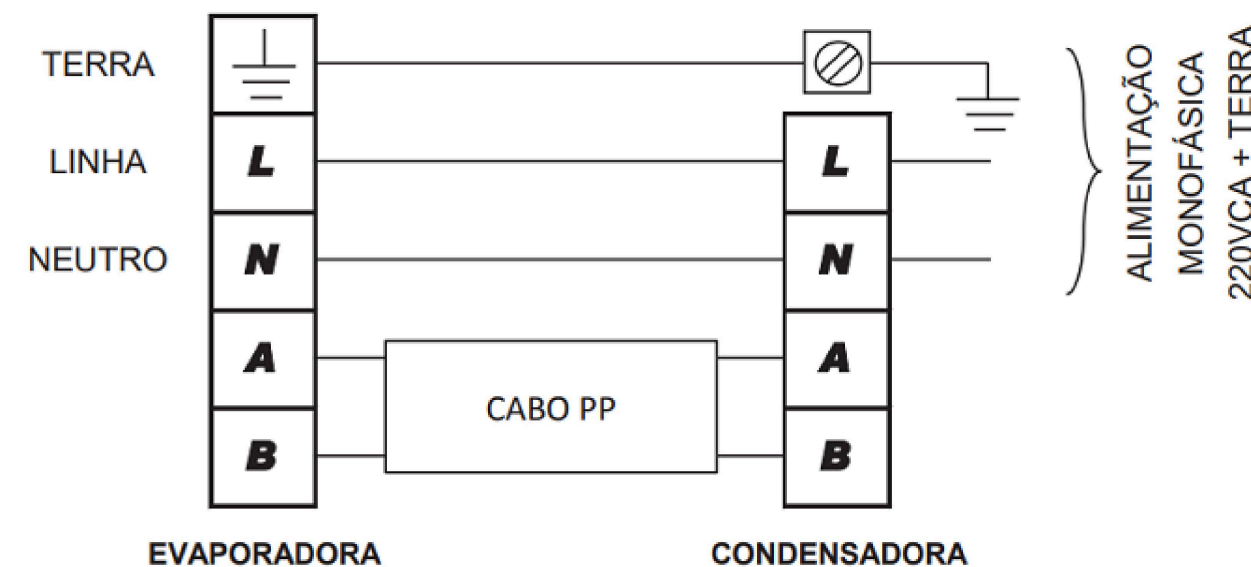 TERRA
LINHA
NEUTRO
L
N
A
B
EVAPORADORA
CABO PP
L
N
A
B
CONDENSADORA
ALIMENTAÇÃO
MONOFÁSICA
220VCA + TERRA